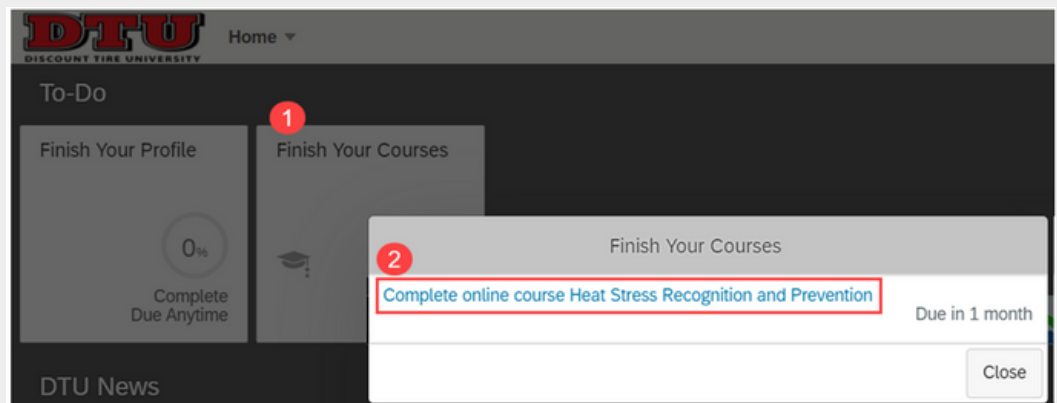 DTU
DISCOUNT TIRE UNIVERSITY
Home
To-Do
1
Finish Your Profile
0%
Complete
Due Anytime
Finish Your Courses
Finish Your Courses
2
Complete online course Heat Stress Recognition and Prevention
Due in 1 month
Close
DTU News